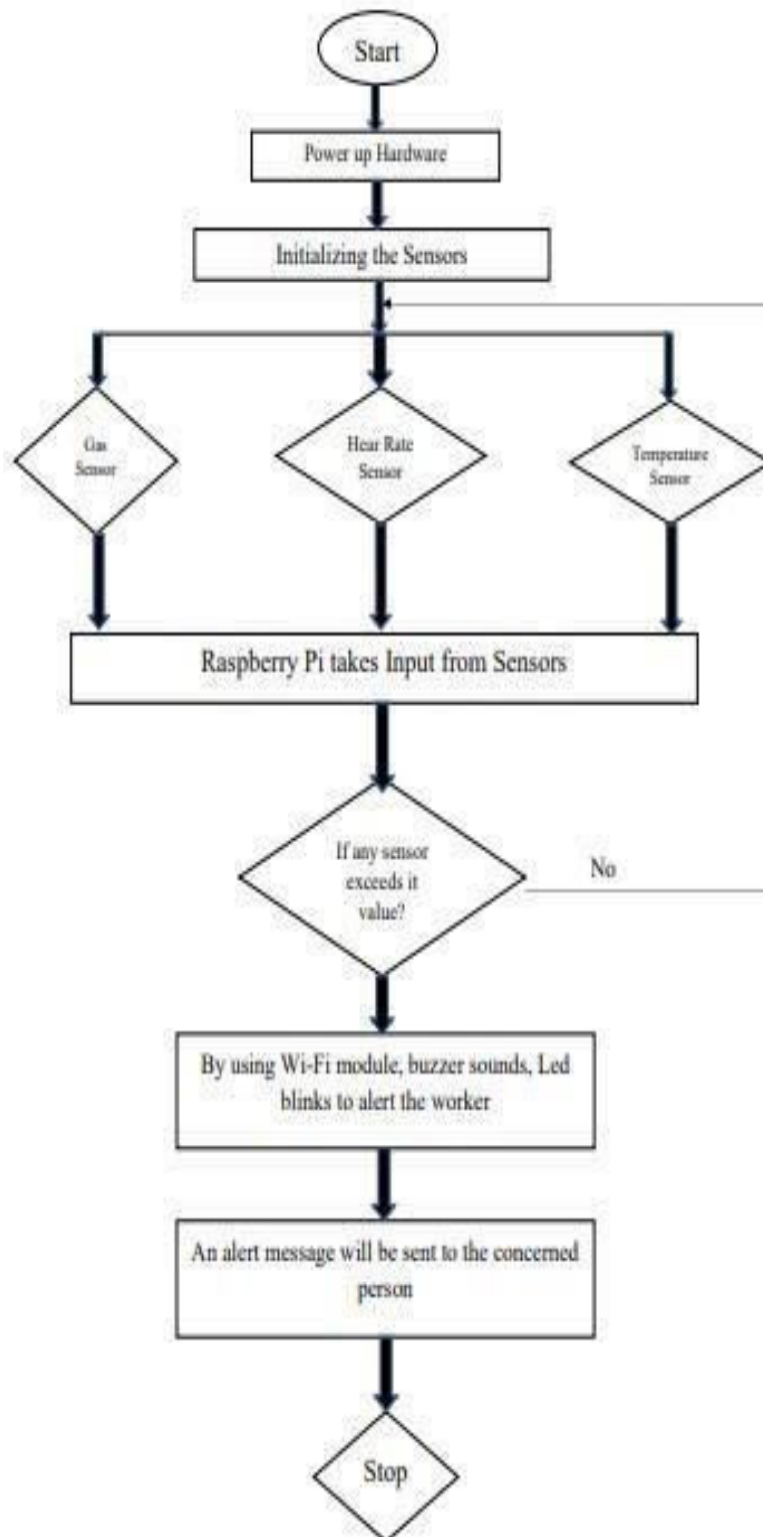 Start
Power up Hardware
Initializing the Sensors
Gas
Sensor
Hear Rate
Sensor
Temperature
Sensor
Raspberry Pi takes Input from Sensors
If any sensor
exceeds it
value?
No
By using Wi-Fi module, buzzer sounds, Led
blinks to alert the worker
An alert message will be sent to the concerned
person
Stop